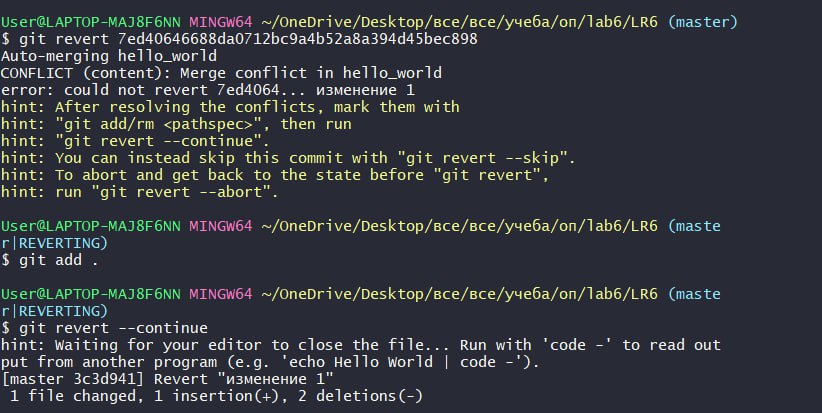 User@LAPTOP-MAJ8F6NN MINGW64 ~/OneDrive/Desktop/все/все/учеба/оп/lab6/LR6 (master)
$ git revert 7ed40646688da0712bc9a4b52a8a394d45bec898
Auto-merging hello_world
CONFLICT (content): Merge conflict in hello_world
error: could not revert 7ed4064... изменение 1
hint: After resolving the conflicts, mark them with
hint: "git add/rm <pathspec>", then run
hint: "git revert --continue".
hint: You can instead skip this commit with "git revert --skip".
hint: To abort and get back to the state before "git revert",
hint: run "git revert --abort".
User@LAPTOP-MAJ8F6NN MINGW64 ~/OneDrive/Desktop/все/все/учеба/оп/lab6/LR6 (maste
r|REVERTING)
$ git add .
User@LAPTOP-MAJ8F6NN MINGW64 ~/OneDrive/Desktop/все/все/учеба/оп/lab6/LR6 (maste
r|REVERTING)
$ git revert --continue
hint: Waiting for your editor to close the file... Run with 'code -' to read out
put from another program (e.g. 'echo Hello World | code -').
[master 3c3d941] Revert "изменение 1"
1 file changed, 1 insertion(+), 2 deletions(-)